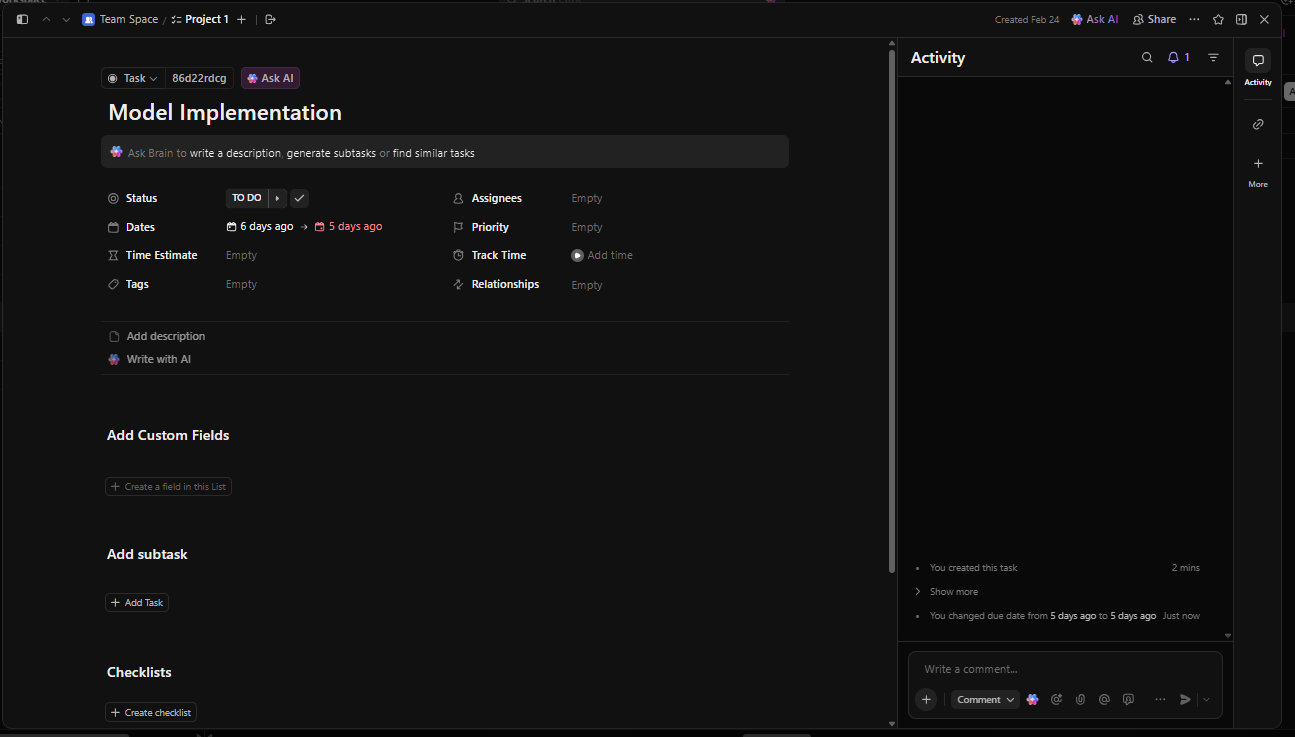 Team Space / Project 1
Created Feb 24 Ask AI Share
Task 86d22rdcg Ask AI
Model Implementation
Ask Brain to write a description, generate subtasks or find similar tasks
Status TO DO
Assignees Empty
Dates 6 days ago → 5 days ago
Priority Empty
Time Estimate Empty
Track Time Add time
Tags Empty
Relationships Empty
Add description
Write with AI
Add Custom Fields
+ Create a field in this List
Add subtask
+ Add Task
Checklists
+ Create checklist
Activity
1
You created this task 2 mins
Show more
You changed due date from 5 days ago to 5 days ago Just now
Write a comment...
Comment
Activity
More